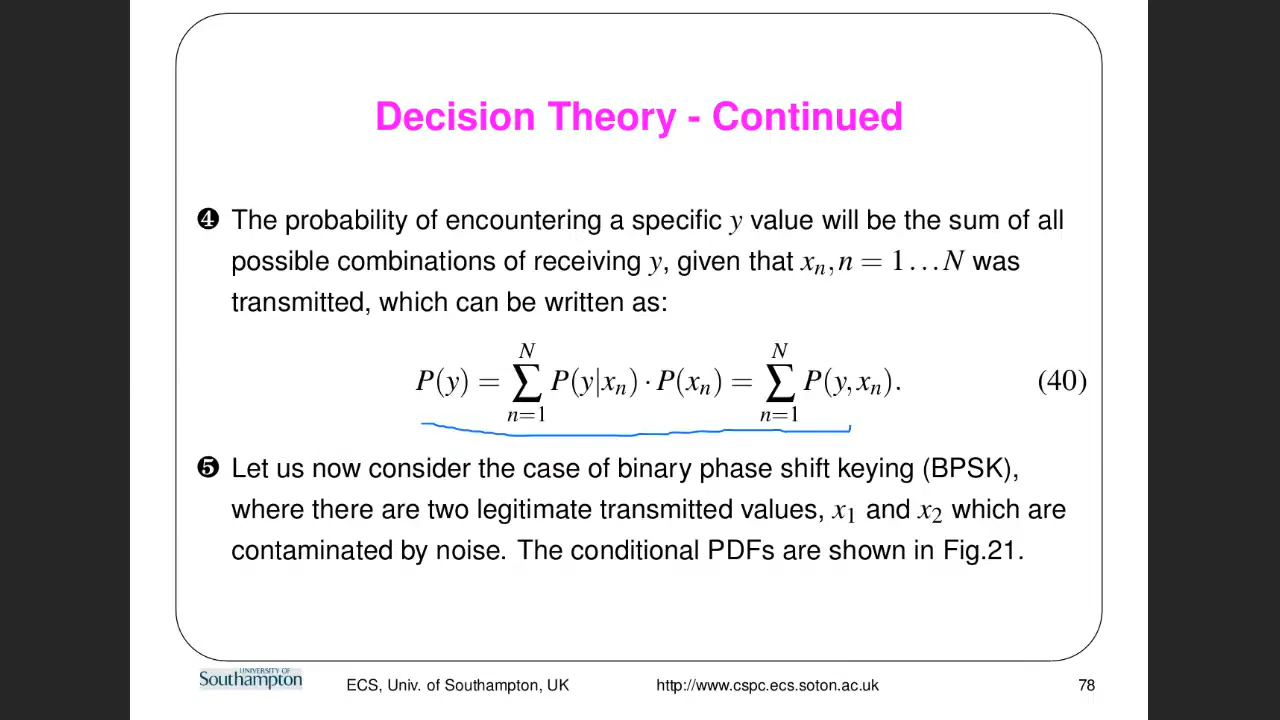 Decision Theory - Continued
❹ The probability of encountering a specific y value will be the sum of all
possible combinations of receiving y, given that xₙ, n = 1...N was
transmitted, which can be written as:
P(y) = ∑ₙ₌₁ᴺ P(y|xₙ) · P(xₙ) = ∑ₙ₌₁ᴺ P(y, xₙ). (40)
❺ Let us now consider the case of binary phase shift keying (BPSK),
where there are two legitimate transmitted values, x₁ and x₂ which are
contaminated by noise. The conditional PDFs are shown in Fig.21.
UNIVERSITY OF
Southampton
ECS, Univ. of Southampton, UK http://www.cspc.ecs.soton.ac.uk 78